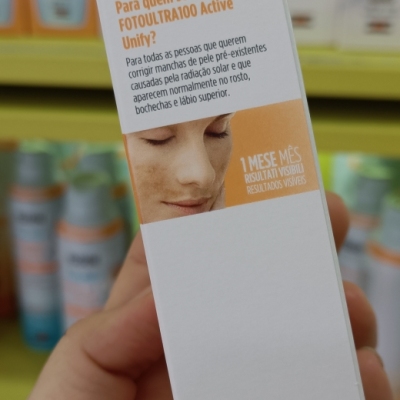 Para quem
FOTOULTRA100 Active
Unify?
Para todas as pessoas que querem
corrigir manchas de pele pré-existentes
causadas pela radiação solar e que
aparecem normalmente no rosto,
bochechas e lábio superior.
1 MESE MÊS
RISULTATI VISIBILI
RESULTADOS VISÍVEIS